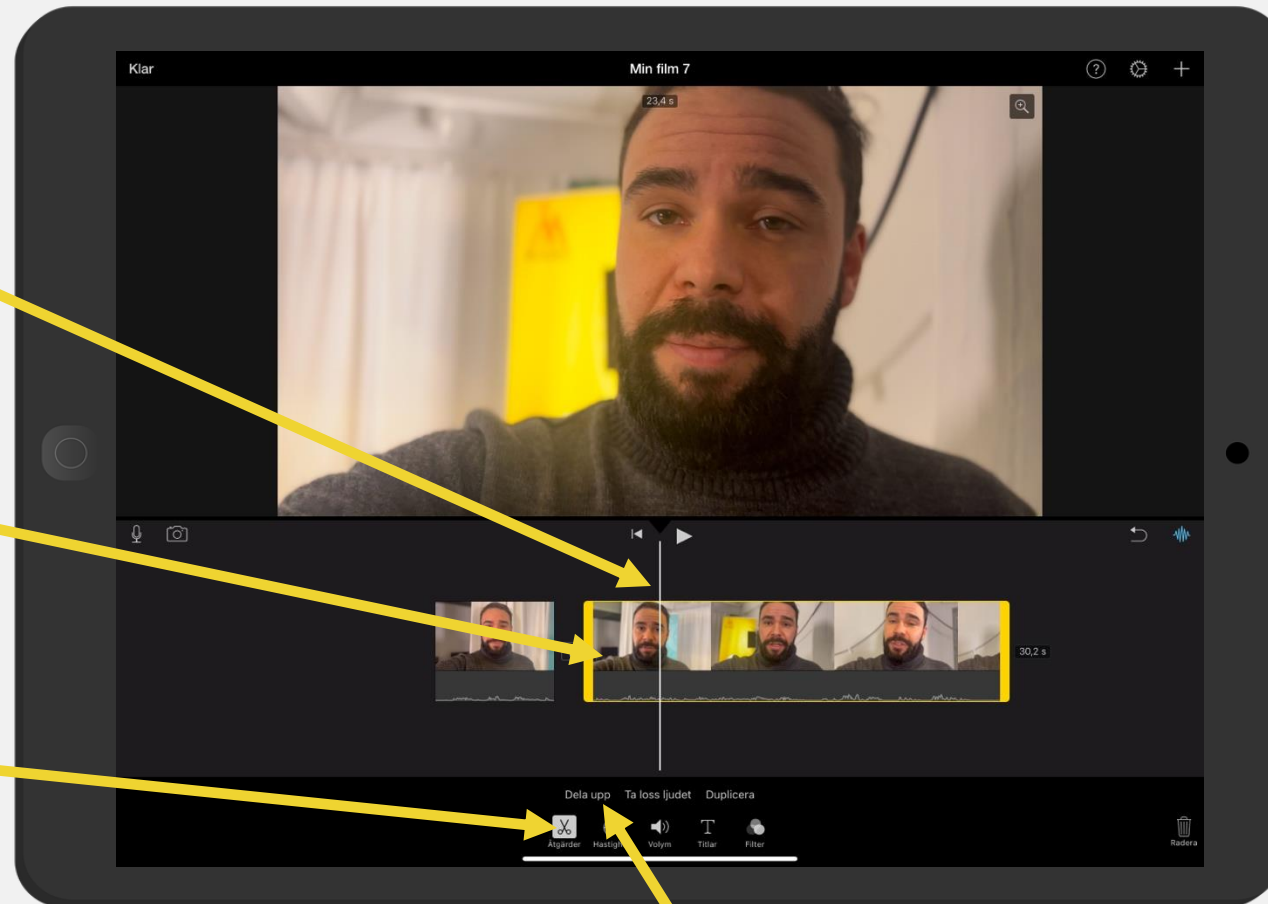 Klar
Min film 7
?
23,4 s
30,2 s
Dela upp Ta loss ljudet Duplicera
Åtgärder Volym Titlar Filter
Radera